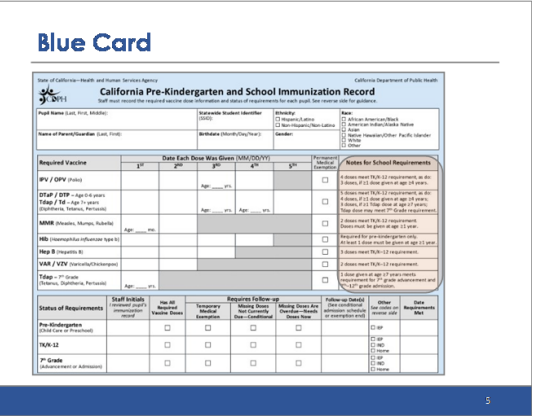 Blue Card
State of California—Health and Human Services Agency
California Department of Public Health
CDPH
California Pre-Kindergarten and School Immunization Record
Staff must record the required vaccine dose information and status of requirements for each pupil. See reverse side for guidance.
Pupil Name (Last, First, Middle):
Statewide Student Identifier (SSID):
Ethnicity:
☐ Hispanic/Latino
☐ Non-Hispanic/Non-Latino
Race:
☐ African American/Black
☐ American Indian/Alaska Native
☐ Asian
☐ Native Hawaiian/Other Pacific Islander
☐ White
☐ Other
Name of Parent/Guardian (Last, First):
Birthdate (Month/Day/Year):
Gender:
Required Vaccine
Date Each Dose Was Given (MM/DD/YY)
1ST 2ND 3RD 4TH 5TH
Permanent Medical Exemption
Notes for School Requirements
IPV / OPV (Polio)
Age: ____ yrs.
4 doses meet TK/K–12 requirement, as do:
3 doses, if ≥1 dose given at age ≥4 years.
DTaP / DTP – Age 0-6 years
Tdap / Td – Age 7+ years
(Diphtheria, Tetanus, Pertussis)
Age: ____ yrs.
Age: ____ yrs.
5 doses meet TK/K–12 requirement, as do:
4 doses, if ≥1 dose given at age ≥4 years;
3 doses, if ≥1 Tdap dose at age ≥7 years;
Tdap dose may meet 7th Grade requirement.
MMR (Measles, Mumps, Rubella)
Age: ____ mo.
2 doses meet TK/K–12 requirement.
Doses must be given at age ≥1 year.
Hib (Haemophilus influenzae type b)
Required for pre-kindergarten only.
At least 1 dose must be given at age ≥1 year.
Hep B (Hepatitis B)
3 doses meet TK/K–12 requirement.
VAR / VZV (Varicella/Chickenpox)
2 doses meet TK/K–12 requirement.
Tdap – 7th Grade
(Tetanus, Diphtheria, Pertussis)
Age: ____ yrs.
1 dose given at age ≥7 years meets
requirement for 7th grade advancement and
7th–12th grade admission.
Status of Requirements
Staff Initials
I reviewed pupil's immunization record
Has All Required Vaccine Doses
Requires Follow-up
Temporary Medical Exemption
Missing Doses Not Currently Due—Conditional
Missing Doses Are Overdue—Needs Doses Now
Follow-up Date(s)
(See conditional admission schedule or exemption end)
Other
See codes on reverse side
Date Requirements Met
Pre-Kindergarten
(Child Care or Preschool)
☐ IEP
TK/K-12
☐ IEP
☐ IND
☐ Home
7th Grade
(Advancement or Admission)
☐ IEP
☐ IND
☐ Home
5